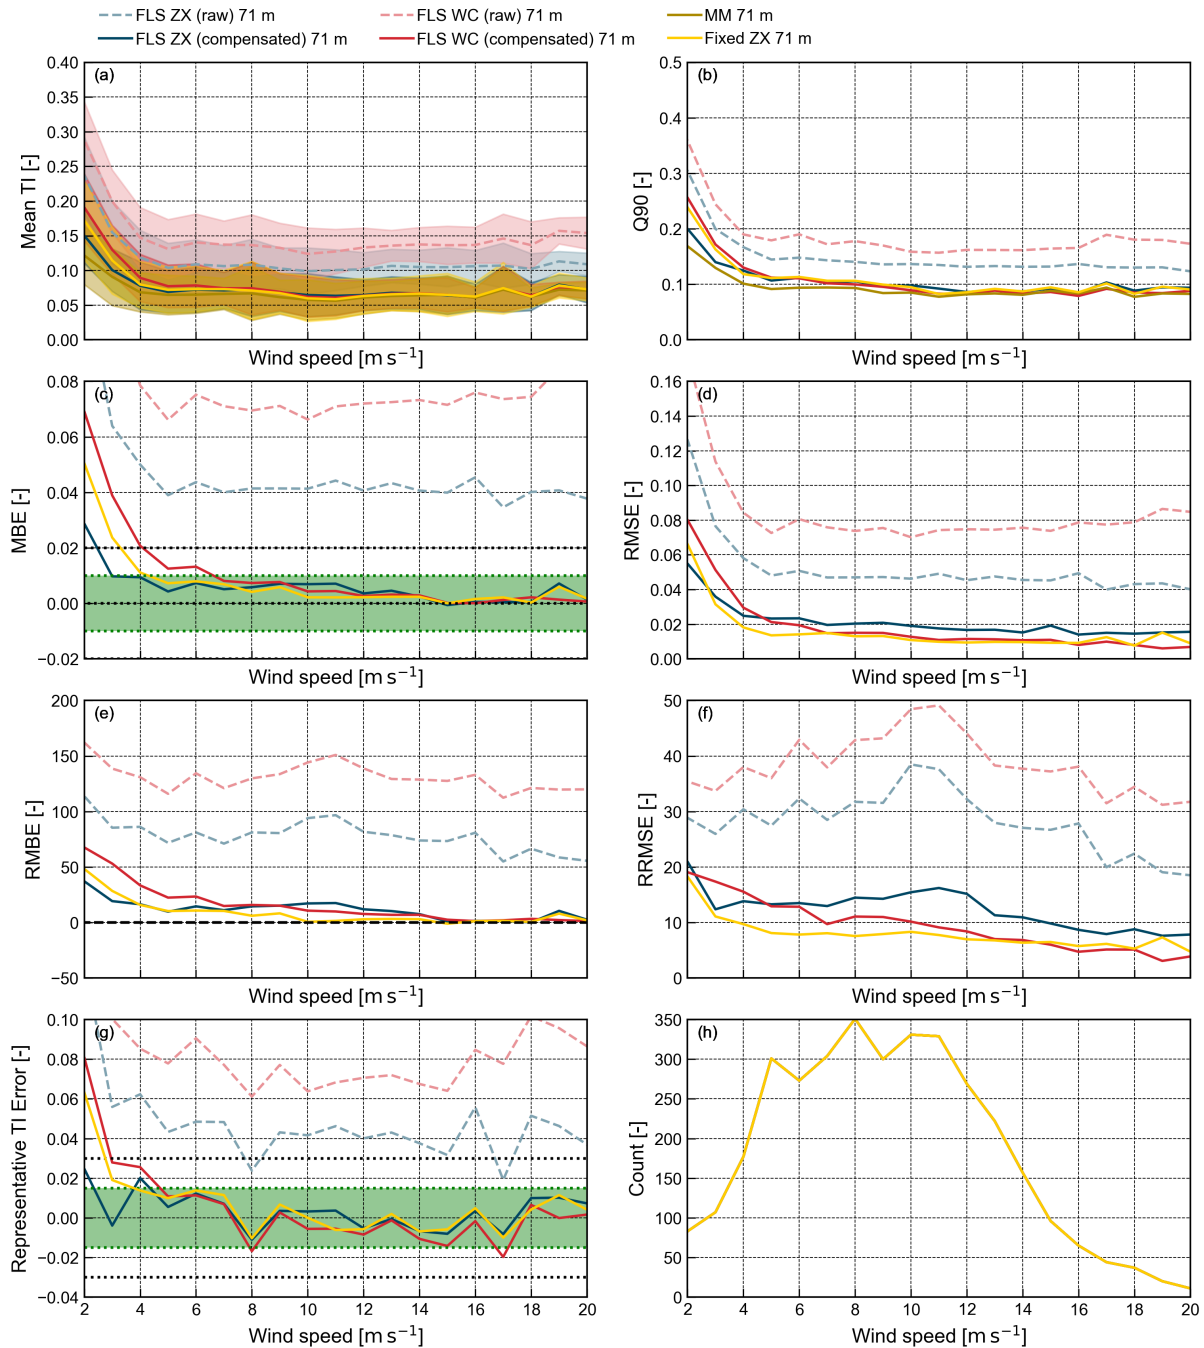 FLS ZX (raw) 71 m
FLS WC (raw) 71 m
MM 71 m
FLS ZX (compensated) 71 m
FLS WC (compensated) 71 m
Fixed ZX 71 m
(a)
Mean TI [-]
0.40
0.35
0.30
0.25
0.20
0.15
0.10
0.05
0.00
Wind speed [m s⁻¹]
(b)
Q90 [-]
0.5
0.4
0.3
0.2
0.1
0.0
Wind speed [m s⁻¹]
(c)
MBE [-]
0.08
0.06
0.04
0.02
0.00
−0.02
Wind speed [m s⁻¹]
(d)
RMSE [-]
0.16
0.14
0.12
0.10
0.08
0.06
0.04
0.02
0.00
Wind speed [m s⁻¹]
(e)
RMBE [-]
200
150
100
50
0
−50
Wind speed [m s⁻¹]
(f)
RRMSE [-]
50
40
30
20
10
0
Wind speed [m s⁻¹]
(g)
Representative TI Error [-]
0.10
0.08
0.06
0.04
0.02
0.00
−0.02
−0.04
2 4 6 8 10 12 14 16 18 20
Wind speed [m s⁻¹]
(h)
Count [-]
350
300
250
200
150
100
50
0
2 4 6 8 10 12 14 16 18 20
Wind speed [m s⁻¹]